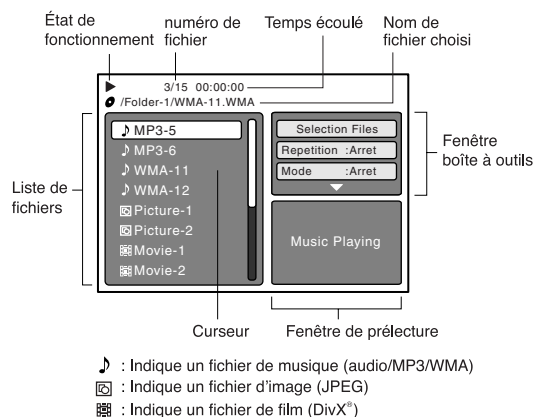 État de
fonctionnement
numéro de
fichier
Temps écoulé
Nom de
fichier choisi
3/15 00:00:00
/Folder-1/WMA-11.WMA
MP3-5
MP3-6
WMA-11
WMA-12
Picture-1
Picture-2
Movie-1
Movie-2
Selection Files
Repetition :Arret
Mode :Arret
Music Playing
Fenêtre
boîte à outils
Liste de
fichiers
Curseur
Fenêtre de prélecture
: Indique un fichier de musique (audio/MP3/WMA)
: Indique un fichier d'image (JPEG)
: Indique un fichier de film (DivX®)